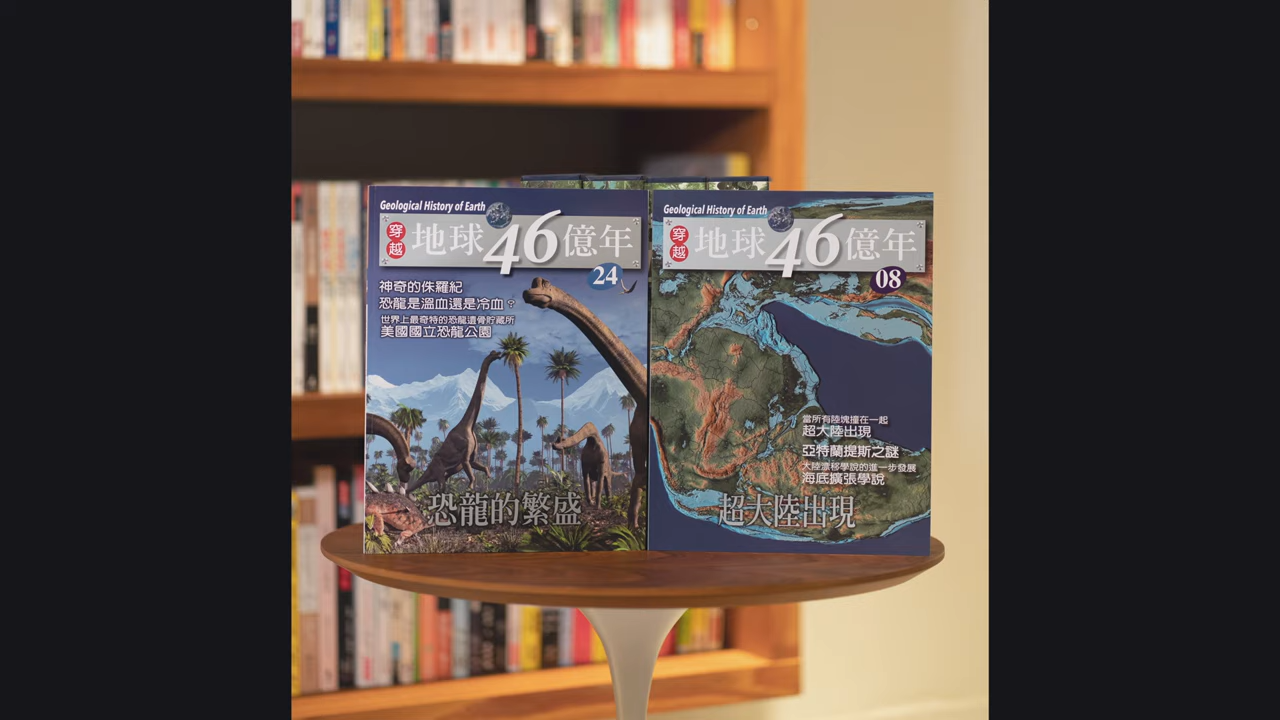 Geological History of Earth
穿越 地球46億年
24
神奇的侏羅紀
恐龍是溫血還是冷血？
世界上最奇特的恐龍遺骨貯藏所
美國國立恐龍公園
恐龍的繁盛
Geological History of Earth
穿越 地球46億年
08
當所有陸塊撞在一起
超大陸出現
亞特蘭提斯之謎
大陸漂移學說的進一步發展
海底擴張學說
超大陸出現